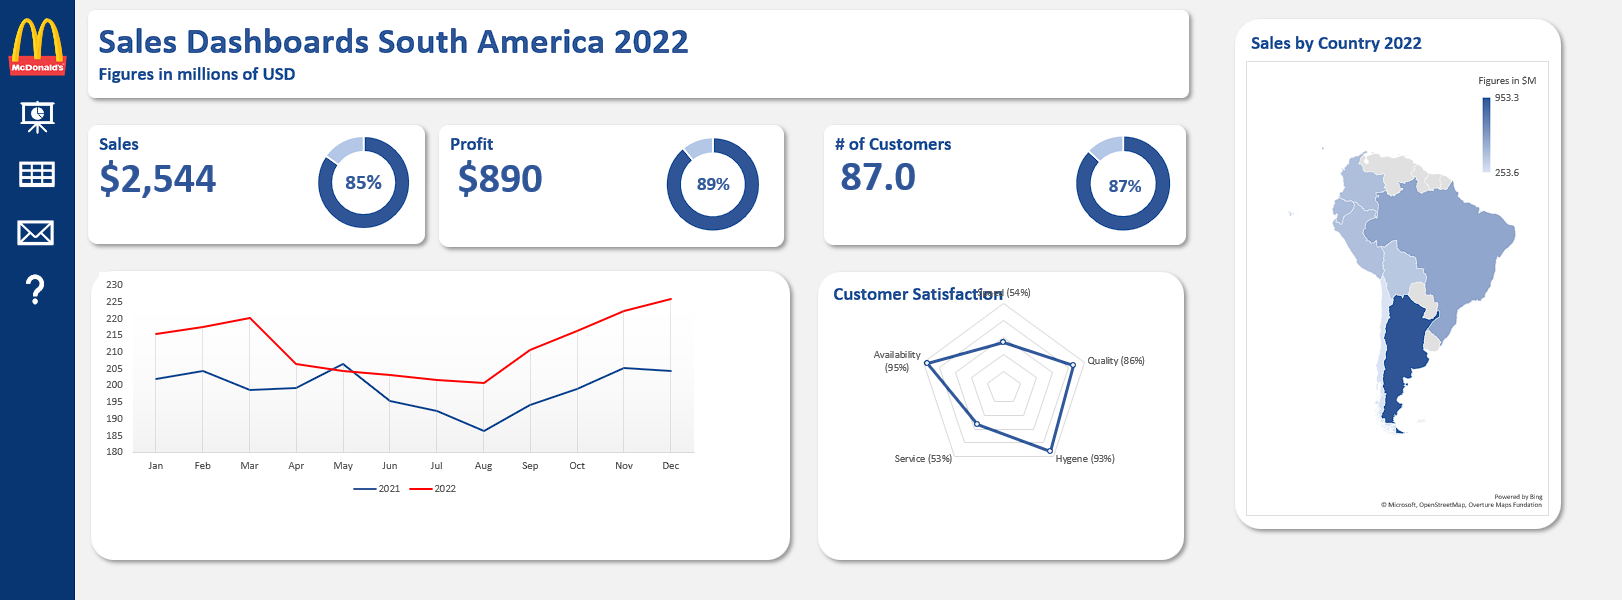 McDonald's
Sales Dashboards South America 2022
Figures in millions of USD
Sales
$2,544
85%
Profit
$890
89%
# of Customers
87.0
87%
230
225
220
215
210
205
200
195
190
185
180
Jan Feb Mar Apr May Jun Jul Aug Sep Oct Nov Dec
2021 2022
Customer Satisfaction
(54%)
Availability
(95%)
Quality (86%)
Service (53%)
Hygene (93%)
Sales by Country 2022
Figures in $M
953.3
253.6
Powered by Bing
© Microsoft, OpenStreetMap, Overture Maps Fundation